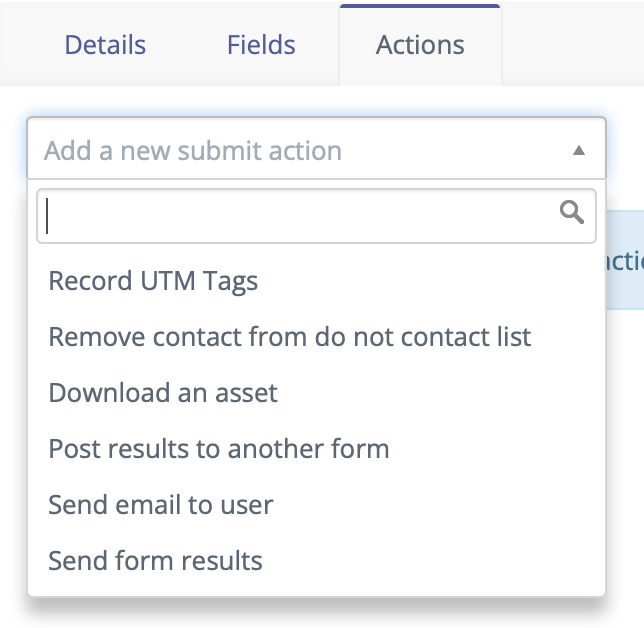 Details
Fields
Actions
Add a new submit action
Record UTM Tags
Remove contact from do not contact list
Download an asset
Post results to another form
Send email to user
Send form results